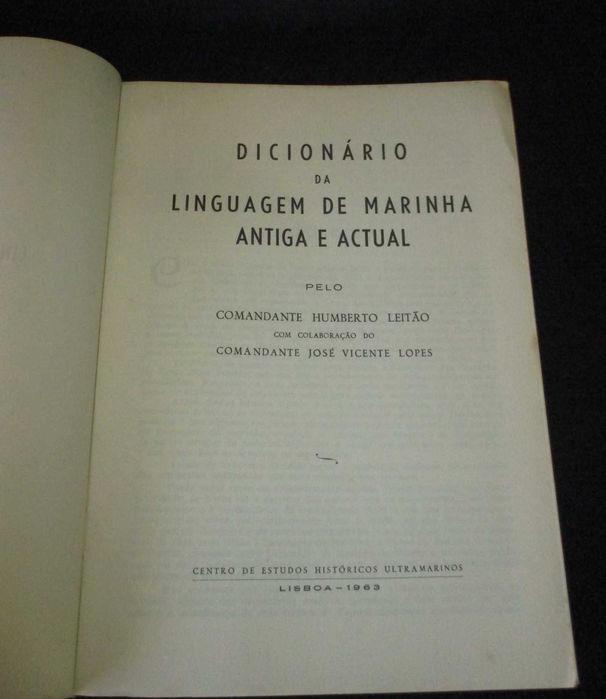 DICIONÁRIO
DA
LINGUAGEM DE MARINHA
ANTIGA E ACTUAL
PELO
COMANDANTE HUMBERTO LEITÃO
COM COLABORAÇÃO DO
COMANDANTE JOSÉ VICENTE LOPES
CENTRO DE ESTUDOS HISTÓRICOS ULTRAMARINOS
LISBOA – 1963